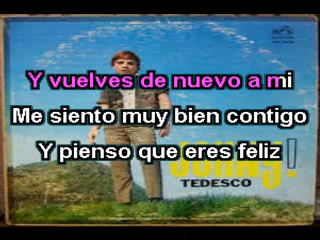 Y vuelves de nuevo a mi
Me siento muy bien contigo
Y pienso que eres feliz
TEDESCO